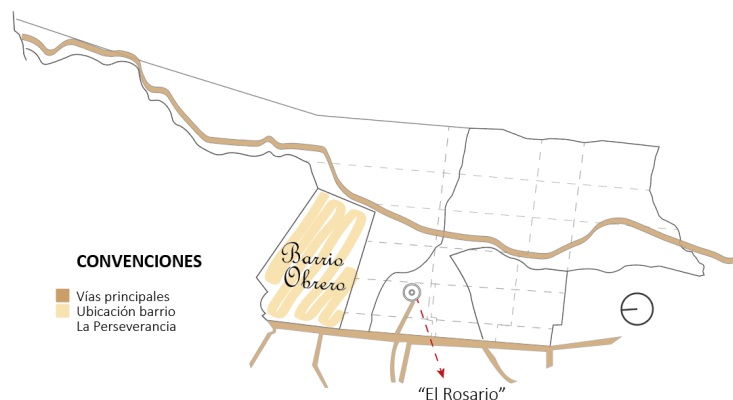 Barrio
Obrero
CONVENCIONES
Vías principales
Ubicación barrio
La Perseverancia
“El Rosario”